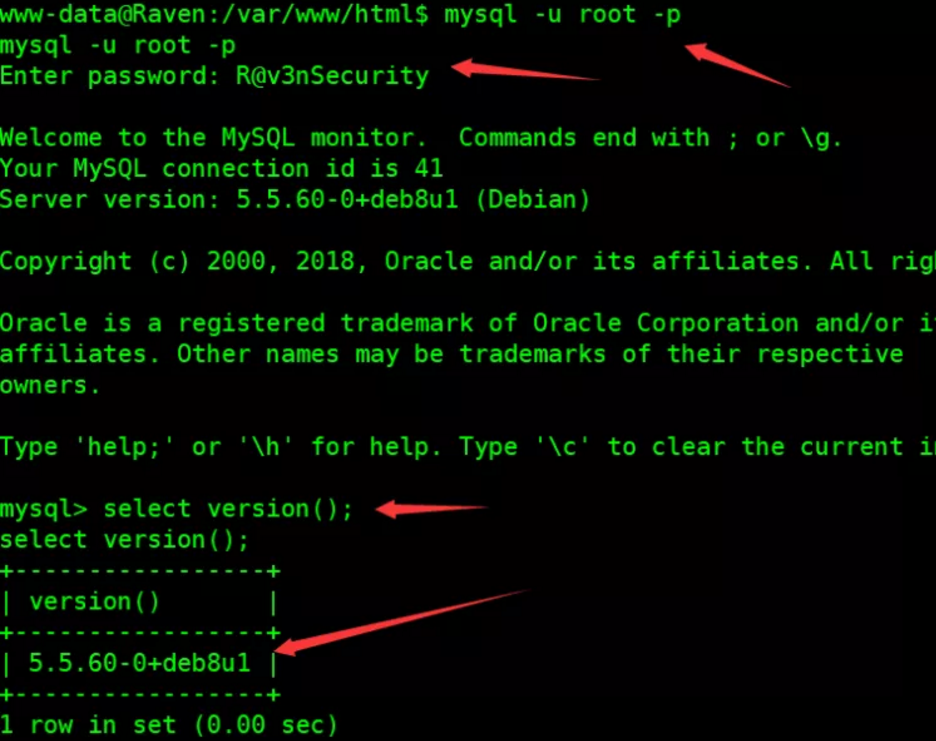 www-data@Raven:/var/www/html$ mysql -u root -p
mysql -u root -p
Enter password: R@v3nSecurity
Welcome to the MySQL monitor.  Commands end with ; or \g.
Your MySQL connection id is 41
Server version: 5.5.60-0+deb8u1 (Debian)
Copyright (c) 2000, 2018, Oracle and/or its affiliates. All
Oracle is a registered trademark of Oracle Corporation and/or
affiliates. Other names may be trademarks of their respective
owners.
Type 'help;' or '\h' for help. Type '\c' to clear the current
mysql> select version();
select version();
+-----------------+
| version()       |
+-----------------+
| 5.5.60-0+deb8u1 |
+-----------------+
1 row in set (0.00 sec)